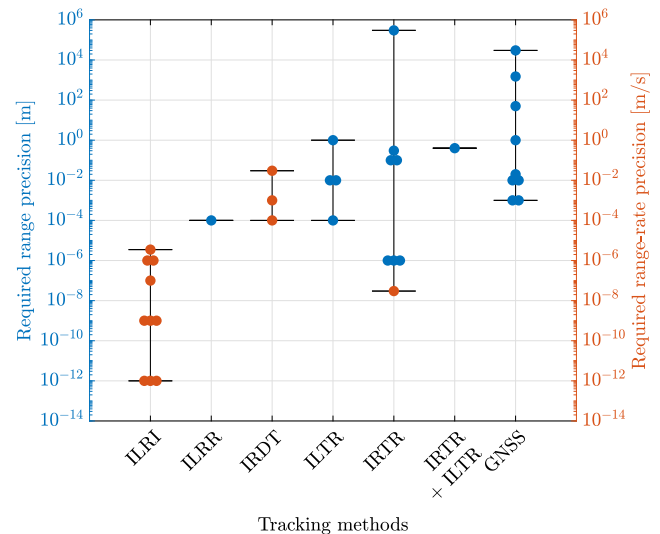 Required range precision [m]
10^6
10^4
10^2
10^0
10^-2
10^-4
10^-6
10^-8
10^-10
10^-12
10^-14
10^6
10^4
10^2
10^0
10^-2
10^-4
10^-6
10^-8
10^-10
10^-12
10^-14
Required range-rate precision [m/s]
ILRI
ILRR
IRDT
ILTR
IRTR
IRTR
+ ILTR
GNSS
Tracking methods